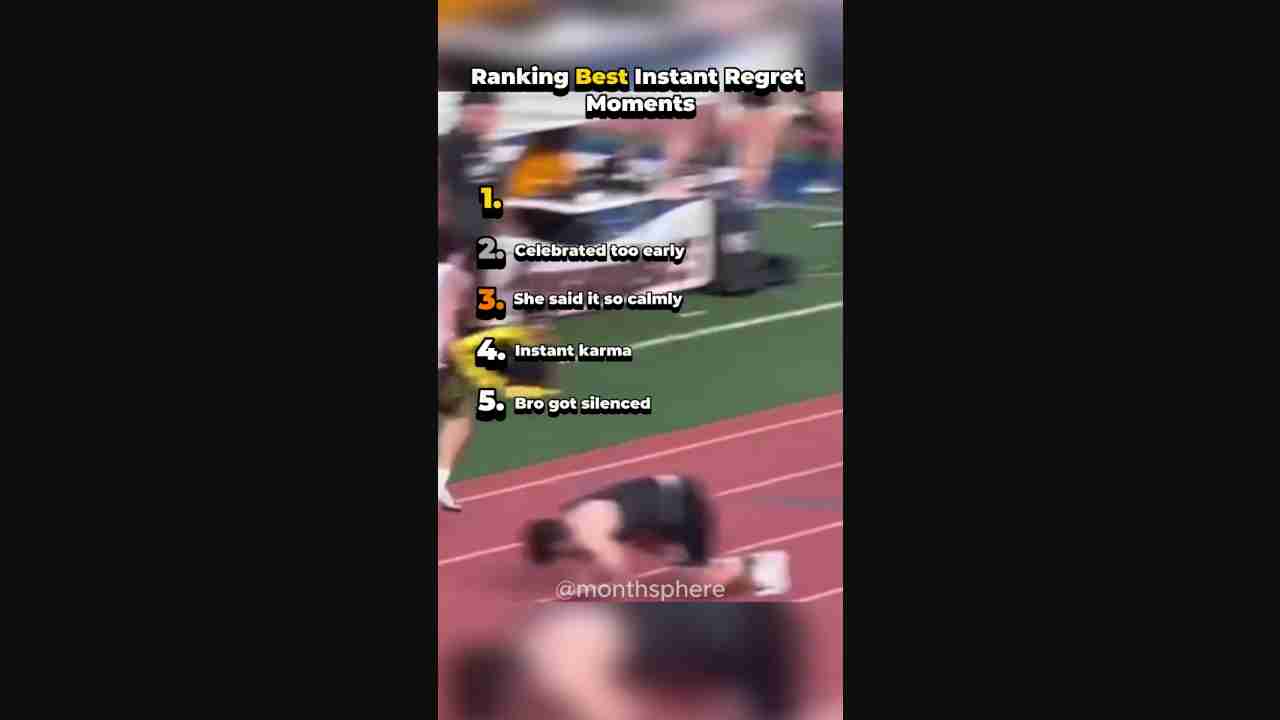 Ranking Best Instant Regret
Moments
1.
2. Celebrated too early
3. She said it so calmly
4. Instant karma
5. Bro got silenced
@monthsphere